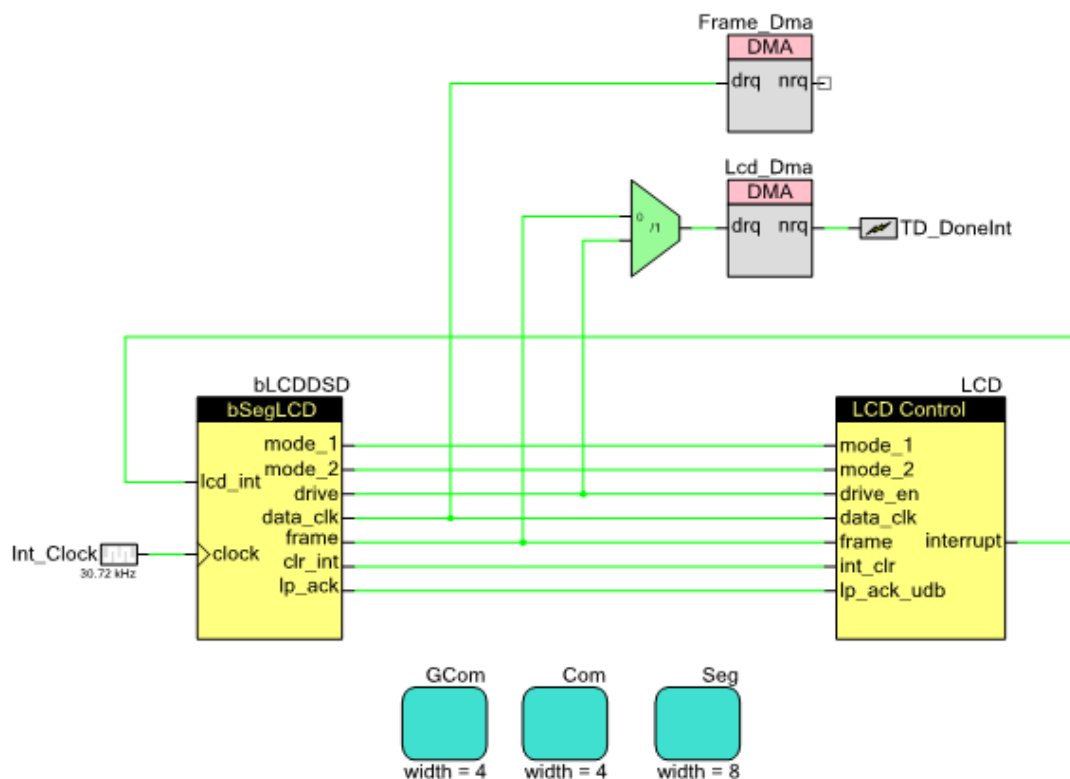 Frame_Dma
DMA
drq nrq
Lcd_Dma
DMA
0
/1
drq nrq
TD_DoneInt
bLCDDSD
LCD
bSegLCD
LCD Control
mode_1
mode_1
lcd_int
mode_2
mode_2
drive
drive_en
data_clk
data_clk
frame
frame
interrupt
Int_Clock
30.72 kHz
clock
clr_int
int_clr
lp_ack
lp_ack_udb
GCom
Com
Seg
width = 4
width = 4
width = 8